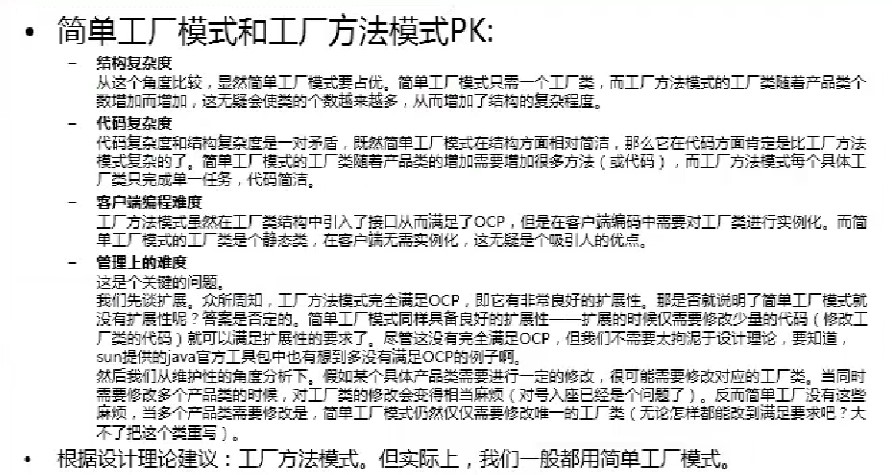 • 简单工厂模式和工厂方法模式PK:
– 结构复杂度
从这个角度比较，显然简单工厂模式要占优。简单工厂模式只需一个工厂类，而工厂方法模式的工厂类随着产品类个
数增加而增加，这无疑会使类的个数越来越多，从而增加了结构的复杂程度。
– 代码复杂度
代码复杂度和结构复杂度是一对矛盾，既然简单工厂模式在结构方面相对简洁，那么它在代码方面肯定是比工厂方法
模式复杂的了。简单工厂模式的工厂类随着产品类的增加需要增加很多方法（或代码），而工厂方法模式每个具体工
厂类只完成单一任务，代码简洁。
– 客户端编程难度
工厂方法模式虽然在工厂类结构中引入了接口从而满足了OCP，但是在客户端编码中需要对工厂类进行实例化。而简
单工厂模式的工厂类是个静态类，在客户端无需实例化，这无疑是个吸引人的优点。
– 管理上的难度
这是个关键的问题。
我们先谈扩展。众所周知，工厂方法模式完全满足OCP，即它有非常良好的扩展性。那是否就说明了简单工厂模式就
没有扩展性呢？答案是否定的。简单工厂模式同样具备良好的扩展性——扩展的时候仅需要修改少量的代码（修改工
厂类的代码）就可以满足扩展性的要求了。尽管这没有完全满足OCP，但我们不需要太拘泥于设计理论，要知道，
sun提供的java官方工具包中也有想到多没有满足OCP的例子啊。
然后我们从维护性的角度分析下。假如某个具体产品类需要进行一定的修改，很可能需要修改对应的工厂类。当同时
需要修改多个产品类的时候，对工厂类的修改会变得相当麻烦（对号入座已经是个问题了）。反而简单工厂没有这些
麻烦，当多个产品类需要修改是，简单工厂模式仍然仅仅需要修改唯一的工厂类（无论怎样都能改到满足要求吧？大
不了把这个类重写）。
• 根据设计理论建议：工厂方法模式。但实际上，我们一般都用简单工厂模式。